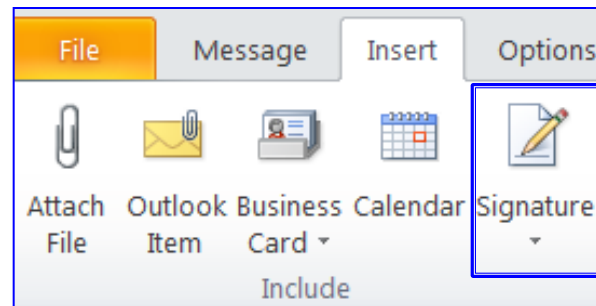 File Message Insert Options
Attach Outlook Business Calendar Signature
File Item Card
Include